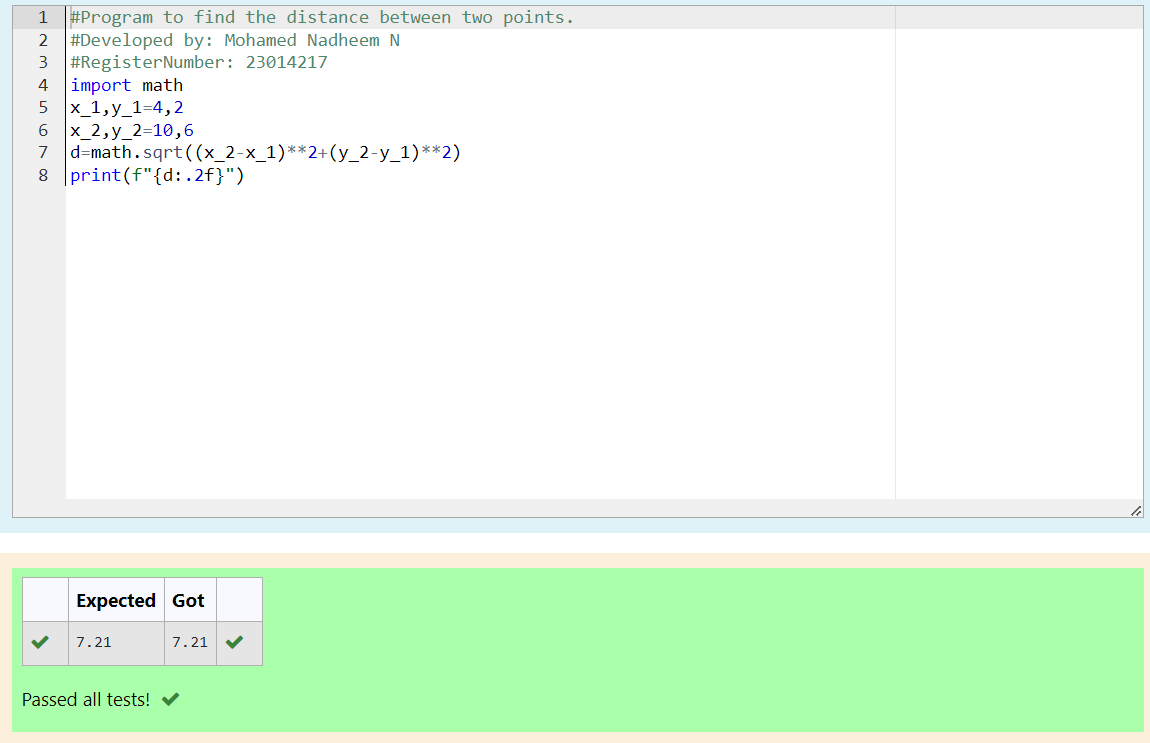 1 #Program to find the distance between two points.
2 #Developed by: Mohamed Nadheem N
3 #RegisterNumber: 23014217
4 import math
5 x_1,y_1=4,2
6 x_2,y_2=10,6
7 d=math.sqrt((x_2-x_1)**2+(y_2-y_1)**2)
8 print(f"{d:.2f}")
Expected Got
7.21 7.21
Passed all tests!